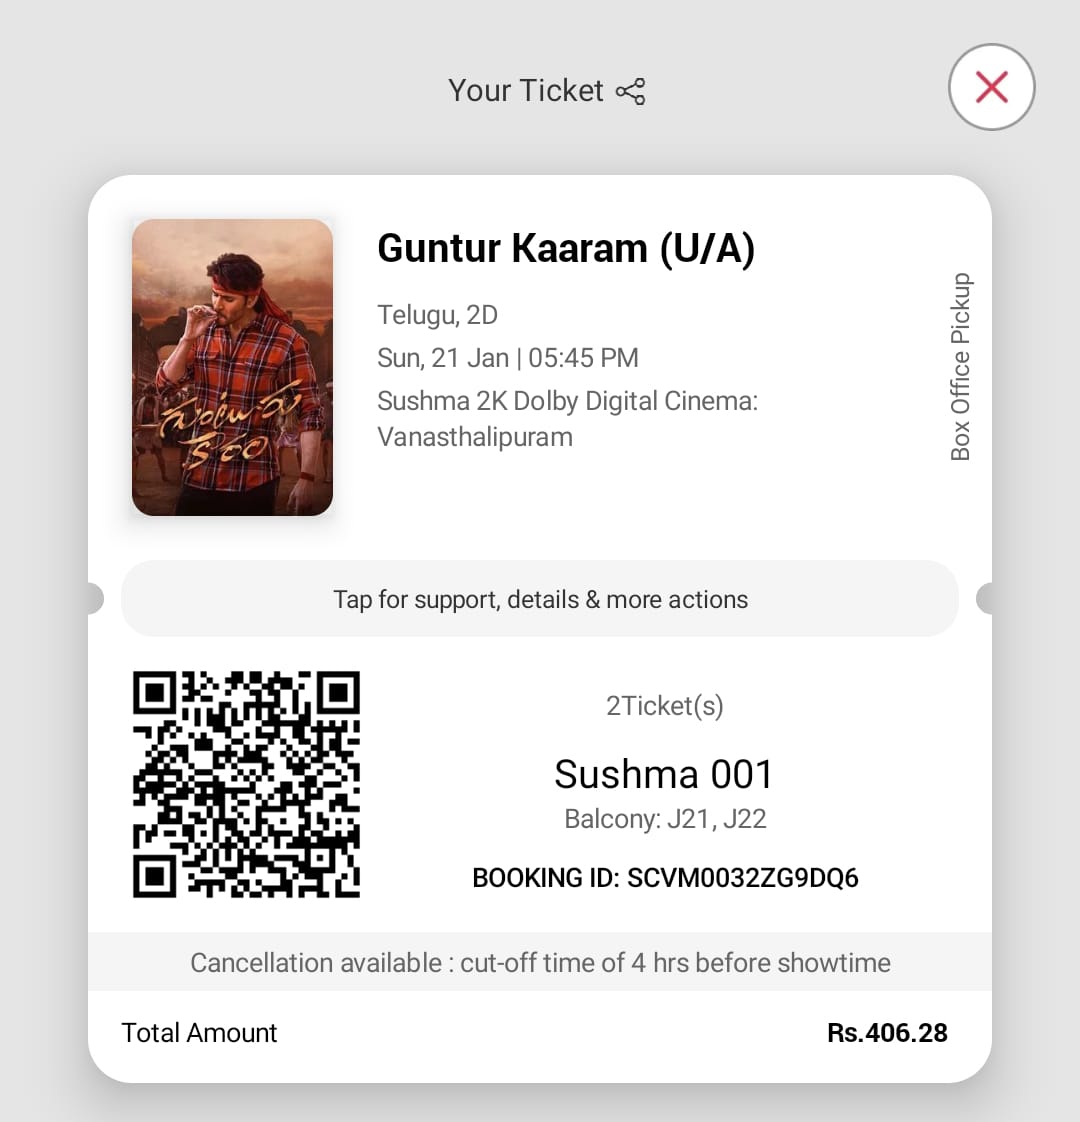 Your Ticket
Guntur Kaaram (U/A)
Telugu, 2D
Sun, 21 Jan | 05:45 PM
Sushma 2K Dolby Digital Cinema:
Vanasthalipuram
Box Office Pickup
గుంటూరు
కారం
Tap for support, details & more actions
2Ticket(s)
Sushma 001
Balcony: J21, J22
BOOKING ID: SCVM0032ZG9DQ6
Cancellation available : cut-off time of 4 hrs before showtime
Total Amount
Rs.406.28